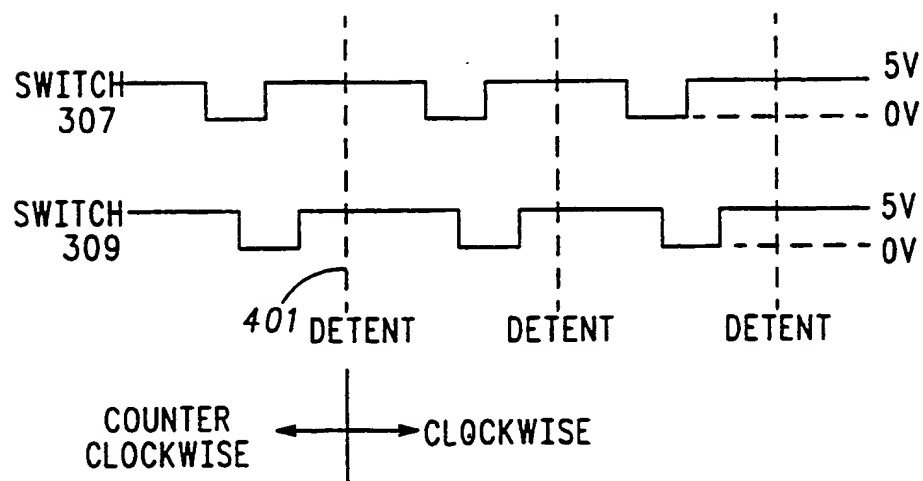 SWITCH 307
5V
0V
SWITCH 309
5V
0V
401
DETENT DETENT DETENT
COUNTER CLOCKWISE
CLOCKWISE